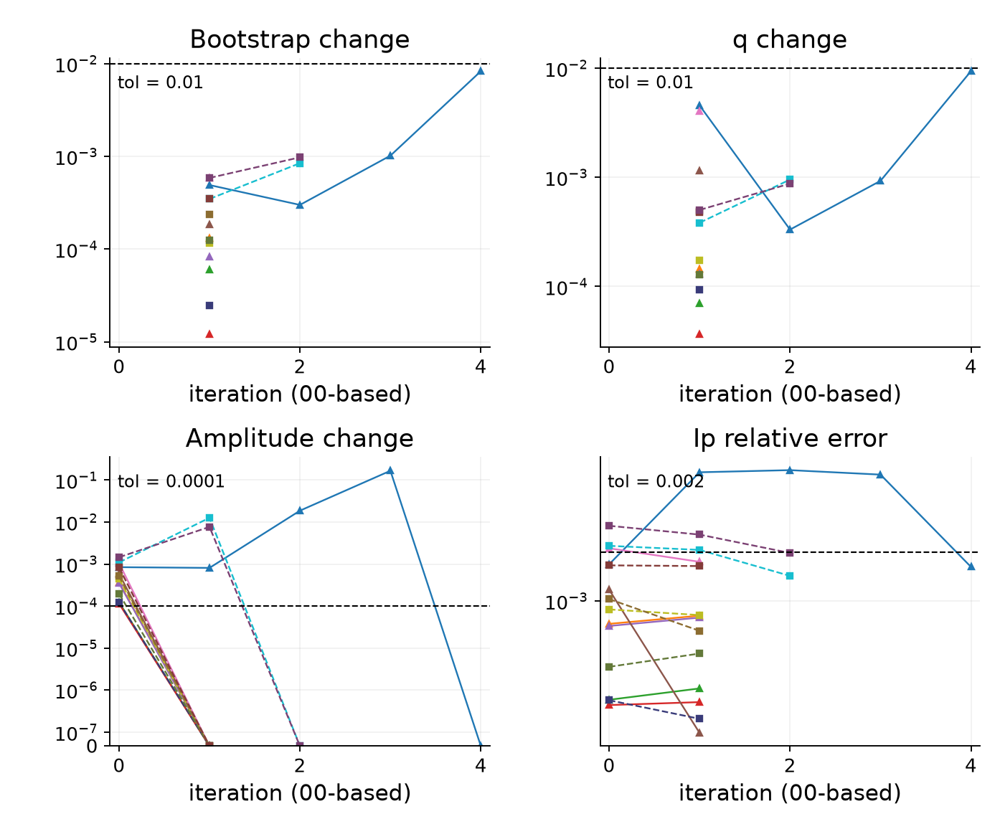 Bootstrap change
10⁻²
tol = 0.01
10⁻³
10⁻⁴
10⁻⁵
0 2 4
iteration (00-based)
q change
10⁻²
tol = 0.01
10⁻³
10⁻⁴
0 2 4
iteration (00-based)
Amplitude change
10⁻¹
tol = 0.0001
10⁻²
10⁻³
10⁻⁴
10⁻⁵
10⁻⁶
10⁻⁷
0
0 2 4
iteration (00-based)
Ip relative error
tol = 0.002
10⁻³
0 2 4
iteration (00-based)